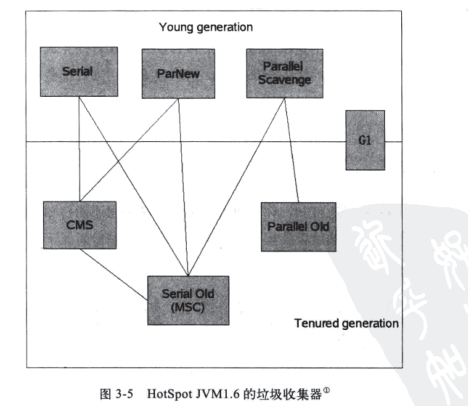 Young generation
Serial
ParNew
Parallel
Scavenge
G1
CMS
Parallel Old
Serial Old
(MSC)
Tenured generation
图 3-5 HotSpot JVM1.6 的垃圾收集器①